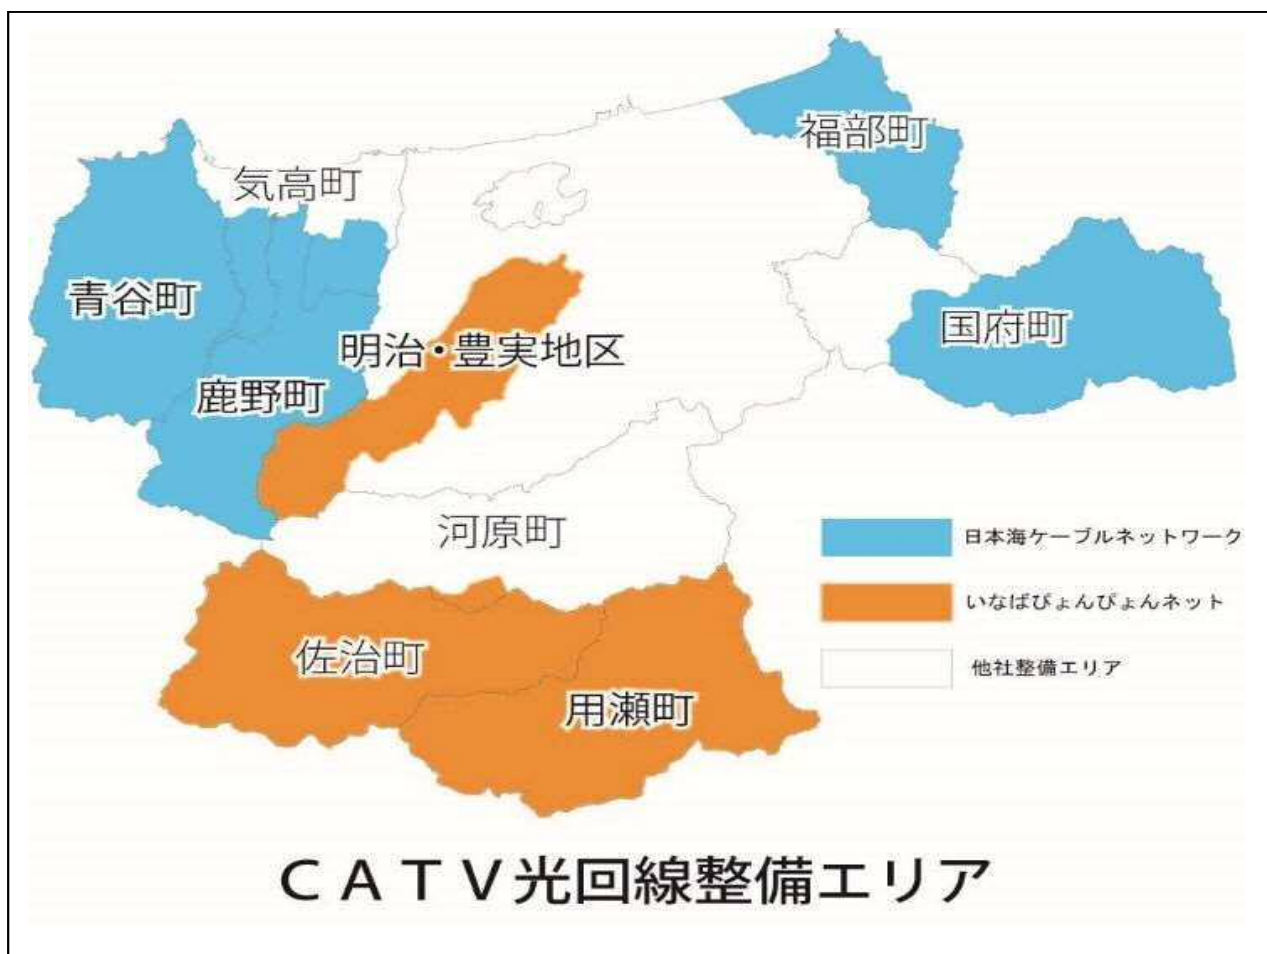 福部町
気高町
青谷町
国府町
明治・豊実地区
鹿野町
河原町
日本海ケーブルネットワーク
いなばぴょんぴょんネット
他社整備エリア
佐治町
用瀬町
ＣＡＴＶ光回線整備エリア